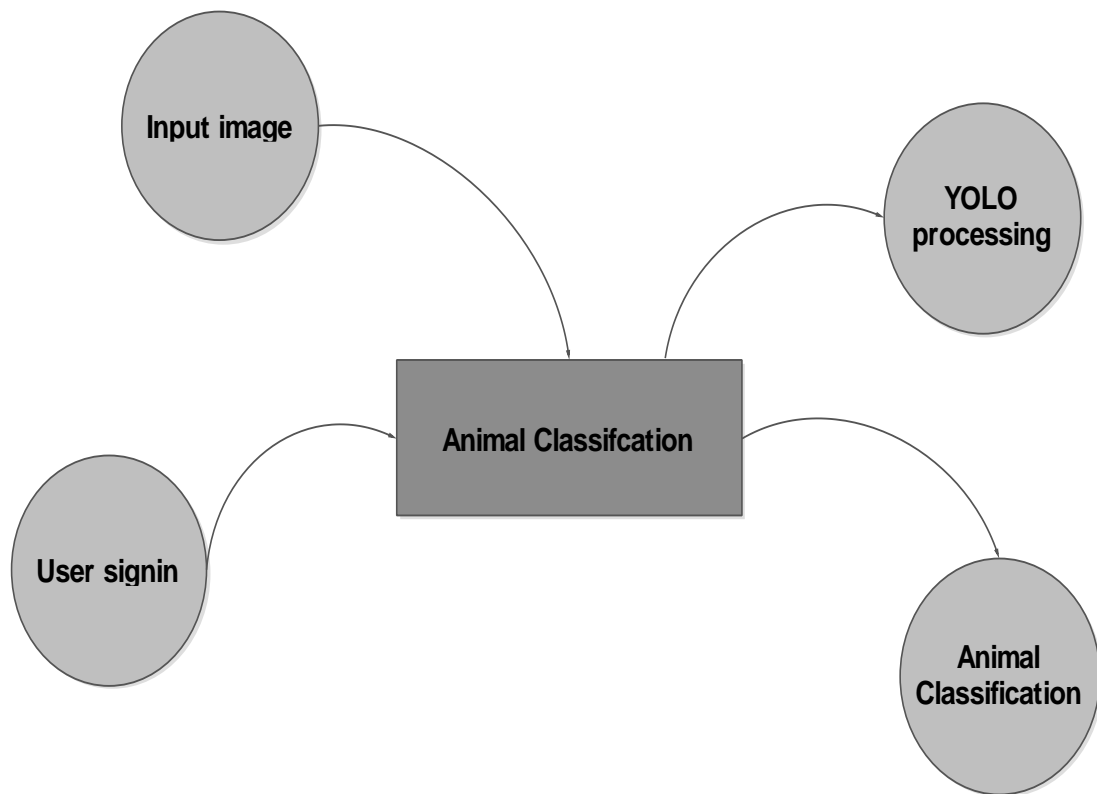 Input image
YOLO
processing
Animal Classifcation
User signin
Animal
Classification